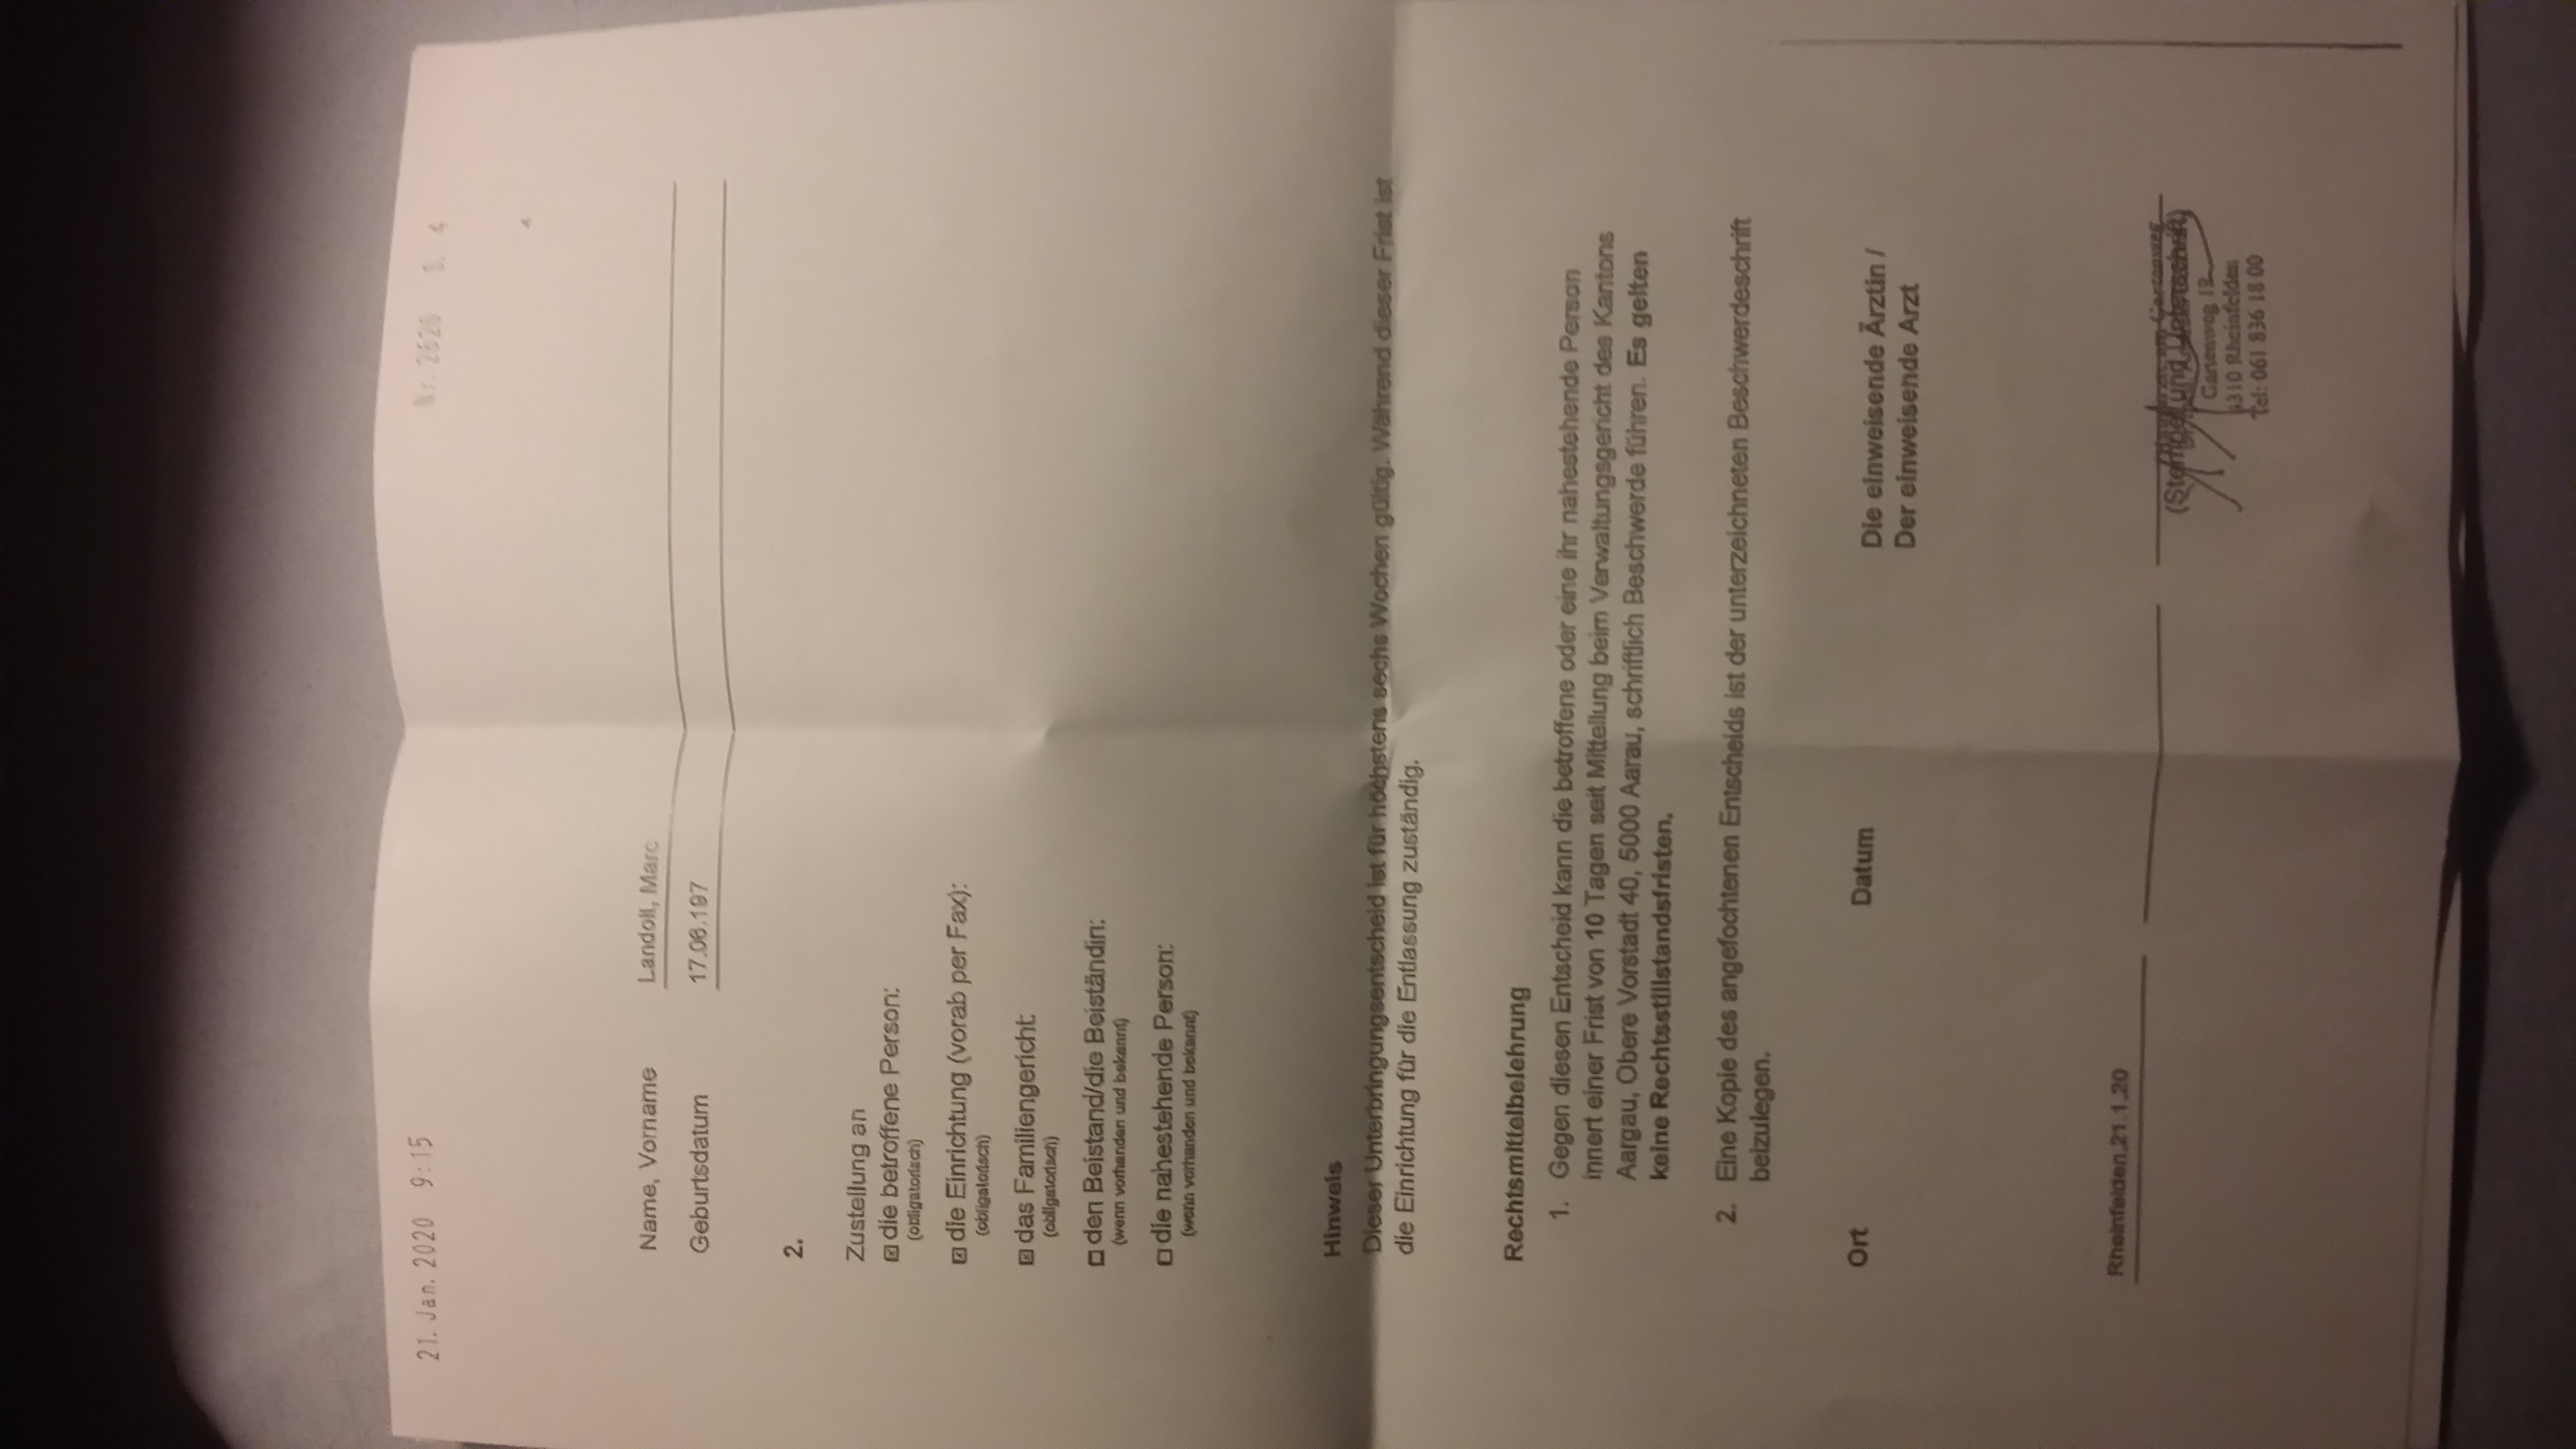 21. Jan. 2020 9:15
Nr. 2620 S. 4
4
Name, Vorname Landoll, Marc
Geburtsdatum 17.06.197
2.
Zustellung an
☒ die betroffene Person:
(obligatorisch)
☒ die Einrichtung (vorab per Fax):
(obligatorisch)
☒ das Familiengericht:
(obligatorisch)
☐ den Beistand/die Beiständin:
(wenn vorhanden und bekannt)
☐ die nahestehende Person:
(wenn vorhanden und bekannt)
Hinweis
Dieser Unterbringungsentscheid ist für höchstens sechs Wochen gültig. Während dieser Frist ist
die Einrichtung für die Entlassung zuständig.
Rechtsmittelbelehrung
1. Gegen diesen Entscheid kann die betroffene oder eine ihr nahestehende Person
innert einer Frist von 10 Tagen seit Mitteilung beim Verwaltungsgericht des Kantons
Aargau, Obere Vorstadt 40, 5000 Aarau, schriftlich Beschwerde führen. Es gelten
keine Rechtsstillstandsfristen.
2. Eine Kopie des angefochtenen Entscheids ist der unterzeichneten Beschwerdeschrift
beizulegen.
Ort Datum Die einweisende Ärztin /
Der einweisende Arzt
Rheinfelden,21.1.20
am Gartenweg
(Stempel und Unterschrift)
Gartenweg 12
4310 Rheinfelden
Tel: 061 836 18 00